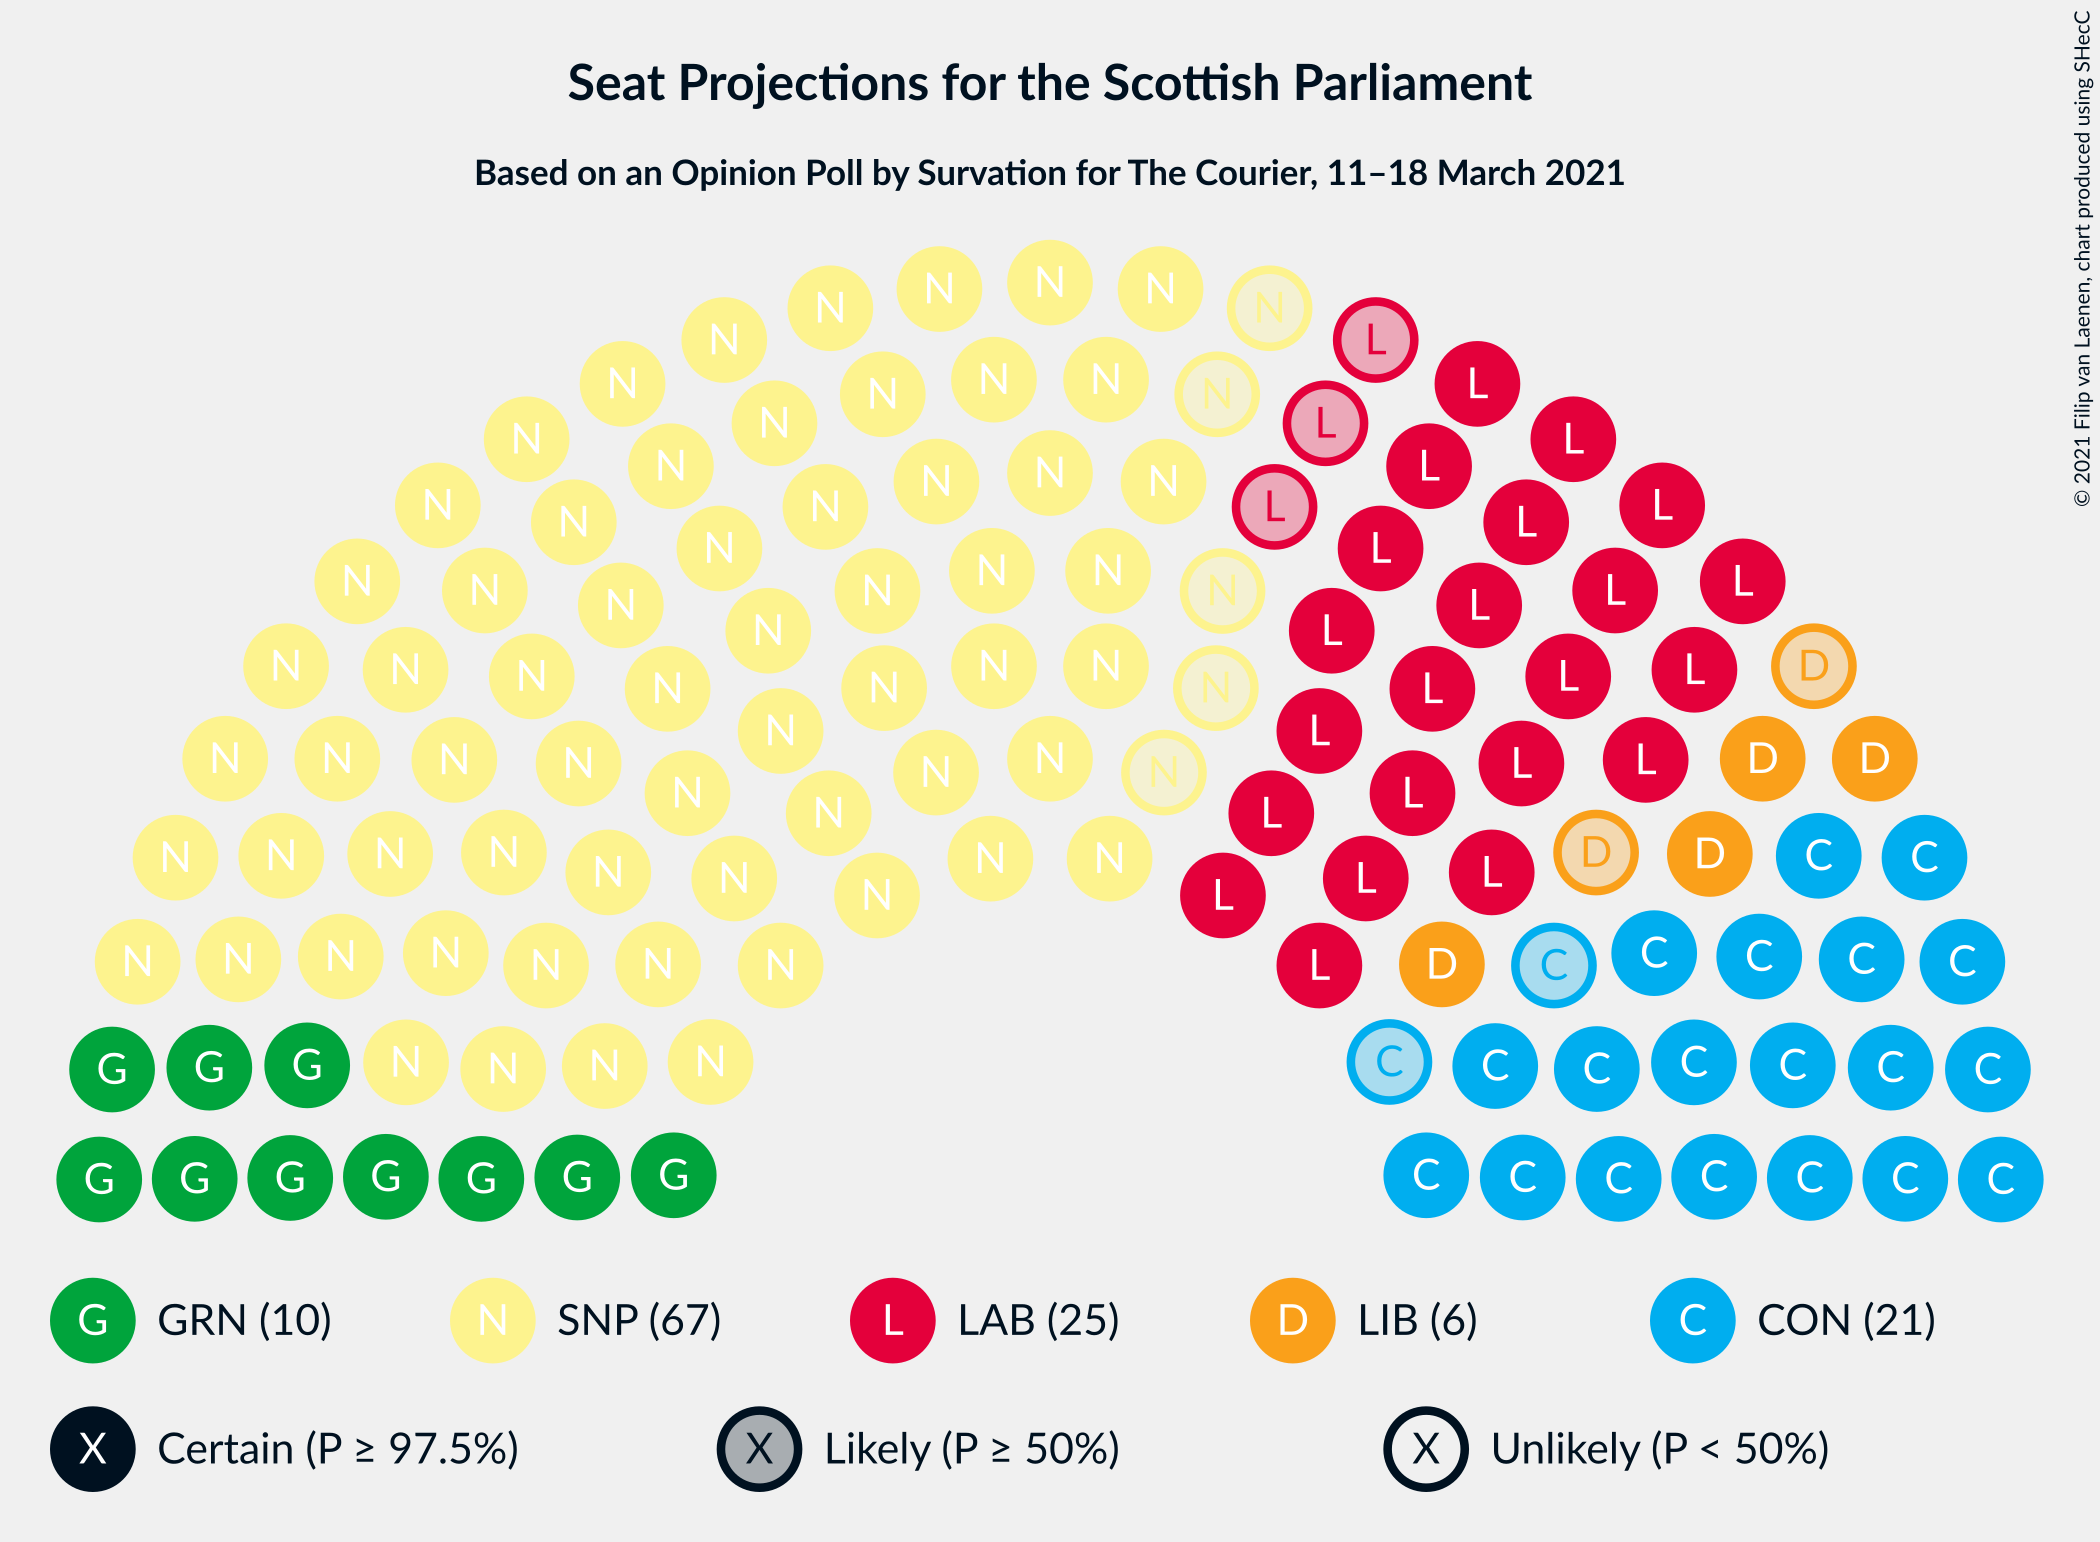 Seat Projections for the Scottish Parliament
Based on an Opinion Poll by Survation for The Courier, 11–18 March 2021
© 2021 Filip van Laenen, chart produced using SHecC
N N N N N
N L
N N N N N L
N N N L L
N N N N L L
N N N N L L
N N N N L L
N N N L L
N N N N L L
N N N N L D
N N N N L L
N N N N L L D D
N N N N L L
N N N N L D D C C
N N N N N L L L
N N N N N N N L D C C C C C
G G G N N N N C C C C C C C
G G G G G G G C C C C C C C
G GRN (10) N SNP (67) L LAB (25) D LIB (6) C CON (21)
X Certain (P ≥ 97.5%) X Likely (P ≥ 50%) X Unlikely (P < 50%)